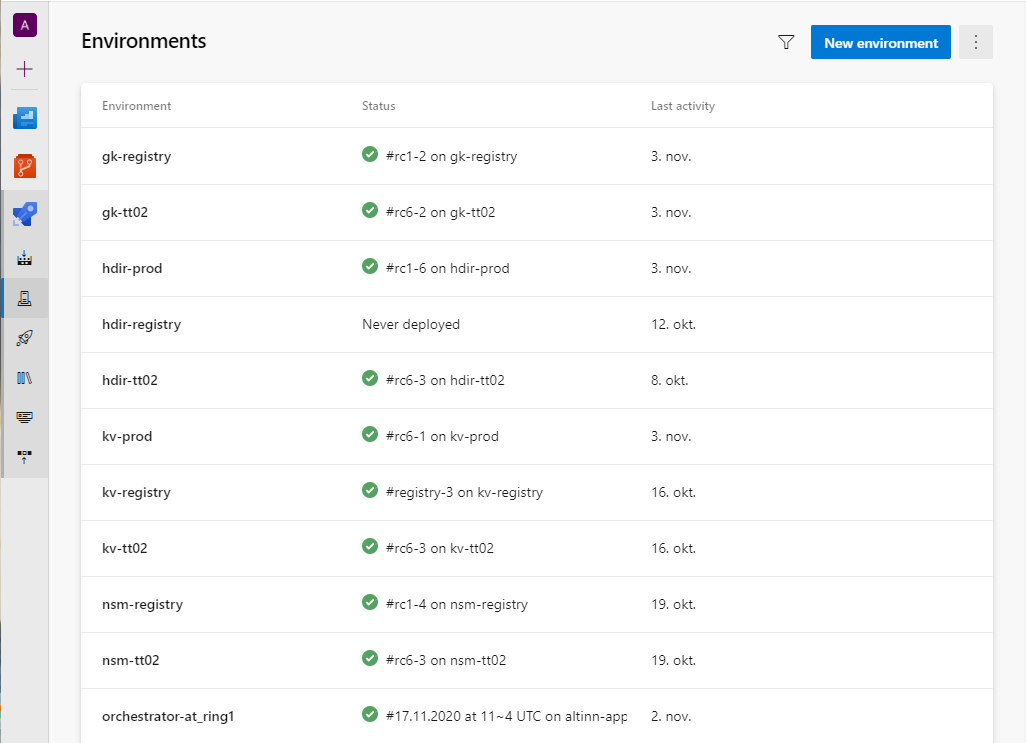 A
Environments
New environment
Environment Status Last activity
gk-registry #rc1-2 on gk-registry 3. nov.
gk-tt02 #rc6-2 on gk-tt02 3. nov.
hdir-prod #rc1-6 on hdir-prod 3. nov.
hdir-registry Never deployed 12. okt.
hdir-tt02 #rc6-3 on hdir-tt02 8. okt.
kv-prod #rc6-1 on kv-prod 3. nov.
kv-registry #registry-3 on kv-registry 16. okt.
kv-tt02 #rc6-3 on kv-tt02 16. okt.
nsm-registry #rc1-4 on nsm-registry 19. okt.
nsm-tt02 #rc6-3 on nsm-tt02 19. okt.
orchestrator-at_ring1 #17.11.2020 at 11~4 UTC on altinn-app 2. nov.